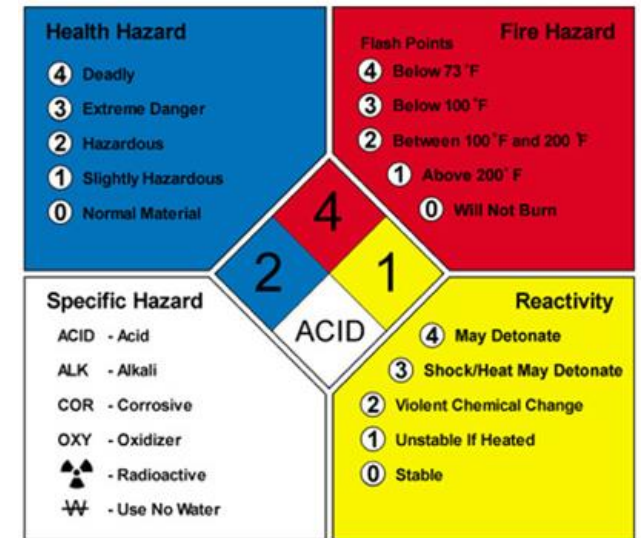 Health Hazard
4 Deadly
3 Extreme Danger
2 Hazardous
1 Slightly Hazardous
0 Normal Material
Fire Hazard
Flash Points
4 Below 73°F
3 Below 100°F
2 Between 100°F and 200°F
1 Above 200°F
0 Will Not Burn
4
2
1
ACID
Specific Hazard
ACID - Acid
ALK - Alkali
COR - Corrosive
OXY - Oxidizer
- Radioactive
W - Use No Water
Reactivity
4 May Detonate
3 Shock/Heat May Detonate
2 Violent Chemical Change
1 Unstable If Heated
0 Stable